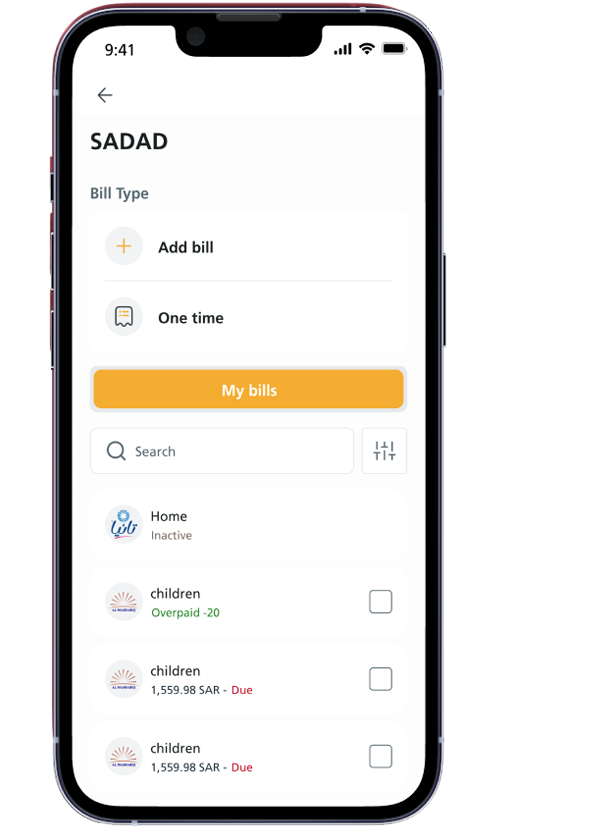 9:41
SADAD
Bill Type
Add bill
One time
My bills
Search
Home
Inactive
children
Overpaid -20
children
1,559.98 SAR - Due
children
1,559.98 SAR - Due